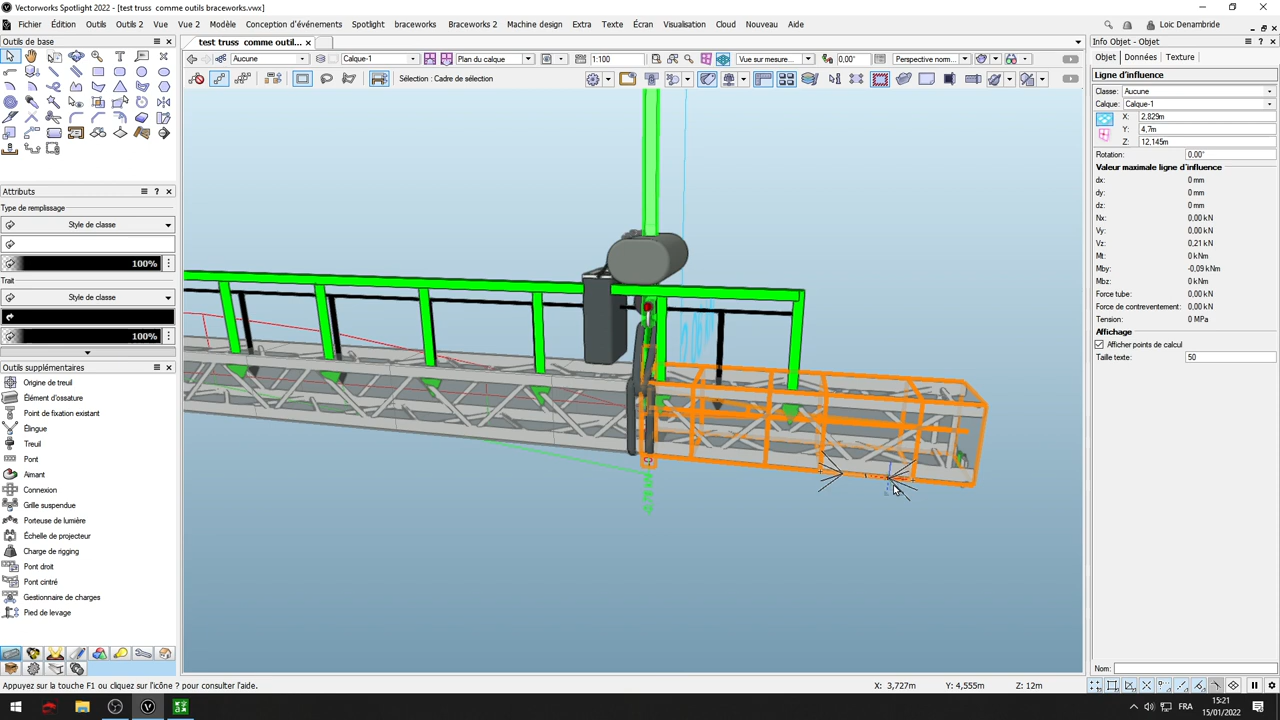 Vectorworks Spotlight 2022 - [test truss  comme outils braceworks.vwx]
Fichier Édition Outils Outils 2 Vue Vue 2 Modèle Conception d'événements Spotlight braceworks Braceworks 2 Machine design Extra Texte Écran Visualisation Cloud Nouveau Aide
Loic Denambride
Outils de base
test truss  comme outil...
Aucune
Calque-1
1:100
Plan du calque
Vue sur mesure...
0,00°
Perspective norm...
Sélection : Cadre de sélection
Attributs
Type de remplissage
Style de classe
100%
Trait
Style de classe
100%
Outils supplémentaires
Origine de treuil
Élément d'ossature
Point de fixation existant
Élingue
Treuil
Pont
Aimant
Connexion
Grille suspendue
Porteuse de lumière
Échelle de projecteur
Charge de rigging
Pont droit
Pont cintré
Gestionnaire de charges
Pied de levage
Info Objet - Objet
Objet Données Texture
Ligne d'influence
Classe: Aucune
Calque: Calque-1
X: 2,829m
Y: 4,7m
Z: 12,145m
Rotation: 0,00°
Valeur maximale ligne d'influence
dx: 0 mm
dy: 0 mm
dz: 0 mm
Nx: 0,00 kN
Vy: 0,00 kN
Vz: 0,21 kN
Mt: 0 kNm
Mby: -0,09 kNm
Mbz: 0 kNm
Force tube: 0,00 kN
Force de contreventement: 0,00 kN
Tension: 0 MPa
Affichage
Afficher points de calcul
Taille texte: 50
Nom:
Appuyez sur la touche F1 ou cliquez sur l'icône ? pour consulter l'aide.
X: 3,727m Y: 4,555m Z: 12m
FRA
15:21
15/01/2022